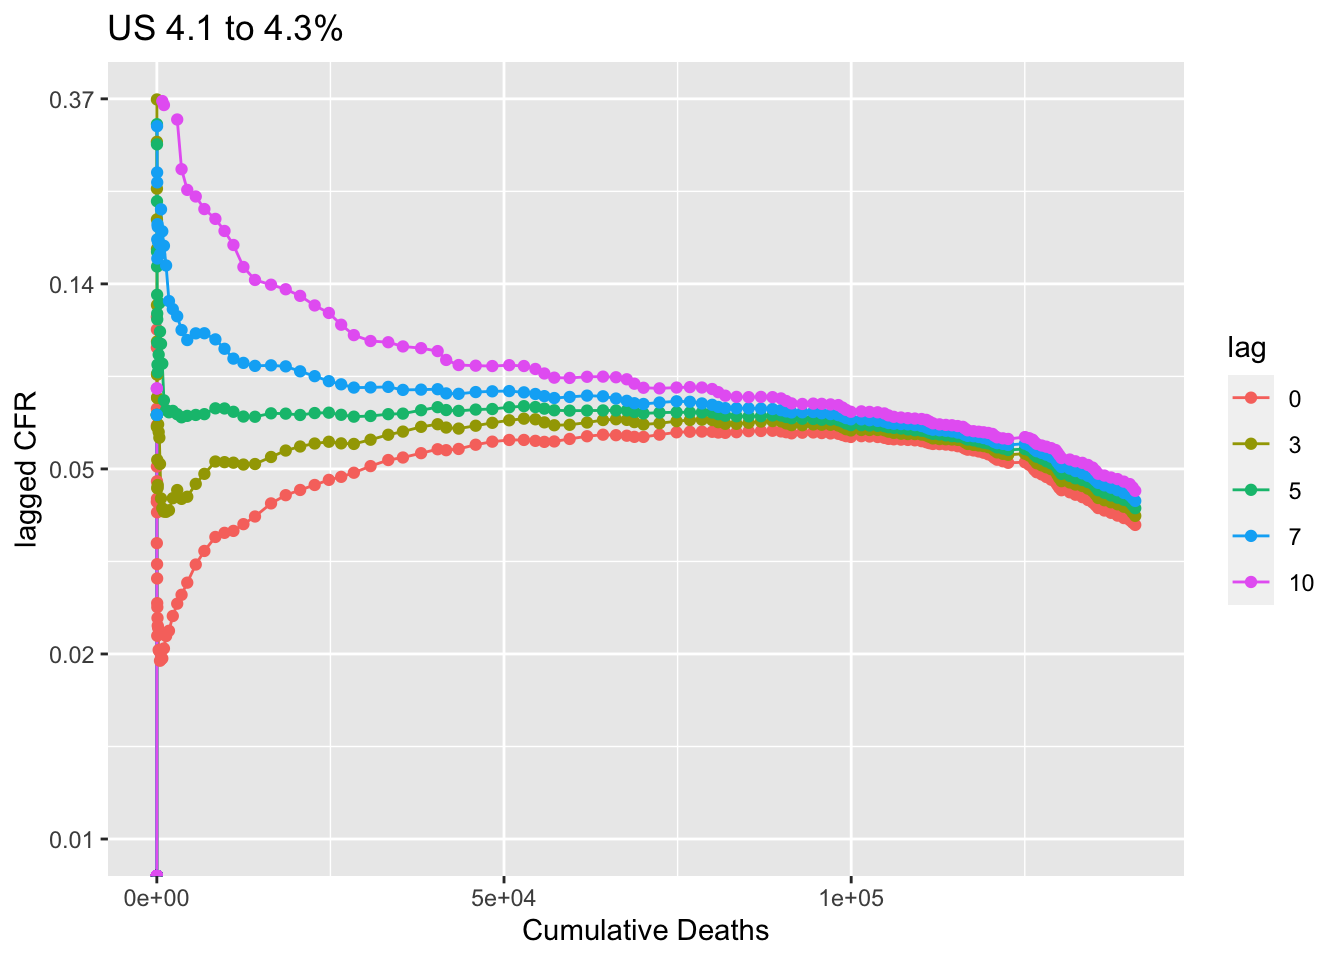 US 4.1 to 4.3%
lagged CFR
0.37
0.14
0.05
0.02
0.01
0e+00
5e+04
1e+05
Cumulative Deaths
lag
0
3
5
7
10